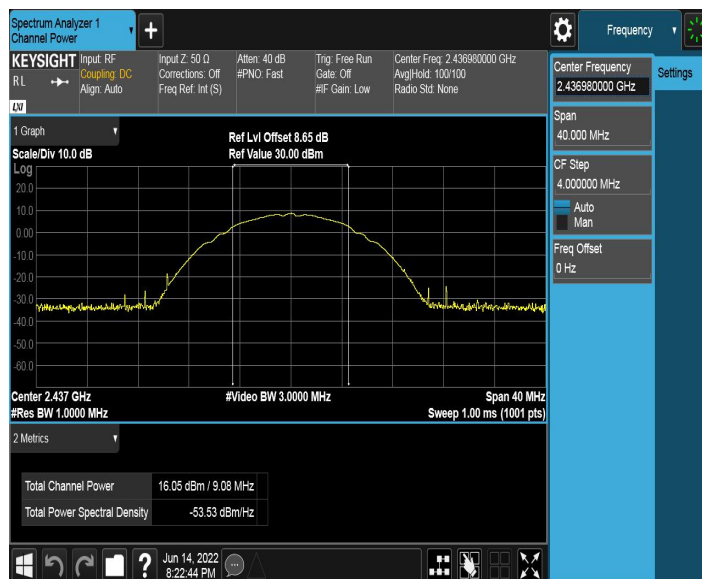 Spectrum Analyzer 1
Channel Power
+
Frequency
KEYSIGHT
Input: RF
Input Z: 50 Ω
Atten: 40 dB
Trig: Free Run
Center Freq: 2.436980000 GHz
RL
Coupling: DC
Corrections: Off
#PNO: Fast
Gate: Off
Avg|Hold: 100/100
Align: Auto
Freq Ref: Int (S)
#IF Gain: Low
Radio Std: None
LNI
Center Frequency
2.436980000 GHz
Settings
Span
40.000 MHz
CF Step
4.000000 MHz
Auto
Man
Freq Offset
0 Hz
1 Graph
Ref Lvl Offset 8.65 dB
Scale/Div 10.0 dB
Ref Value 30.00 dBm
Log
20.0
10.0
0.00
-10.0
-20.0
-30.0
-40.0
-50.0
-60.0
Center 2.437 GHz
#Video BW 3.0000 MHz
Span 40 MHz
#Res BW 1.0000 MHz
Sweep 1.00 ms (1001 pts)
2 Metrics
Total Channel Power
16.05 dBm / 9.08 MHz
Total Power Spectral Density
-53.53 dBm/Hz
?
Jun 14, 2022
8:22:44 PM